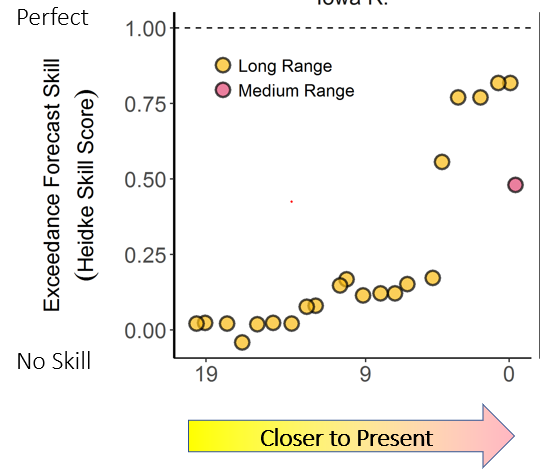 Iowa R.
Perfect
1.00
Long Range
Medium Range
0.75
0.50
0.25
0.00
Exceedance Forecast Skill
(Heidke Skill Score)
No Skill
19 9 0
Closer to Present